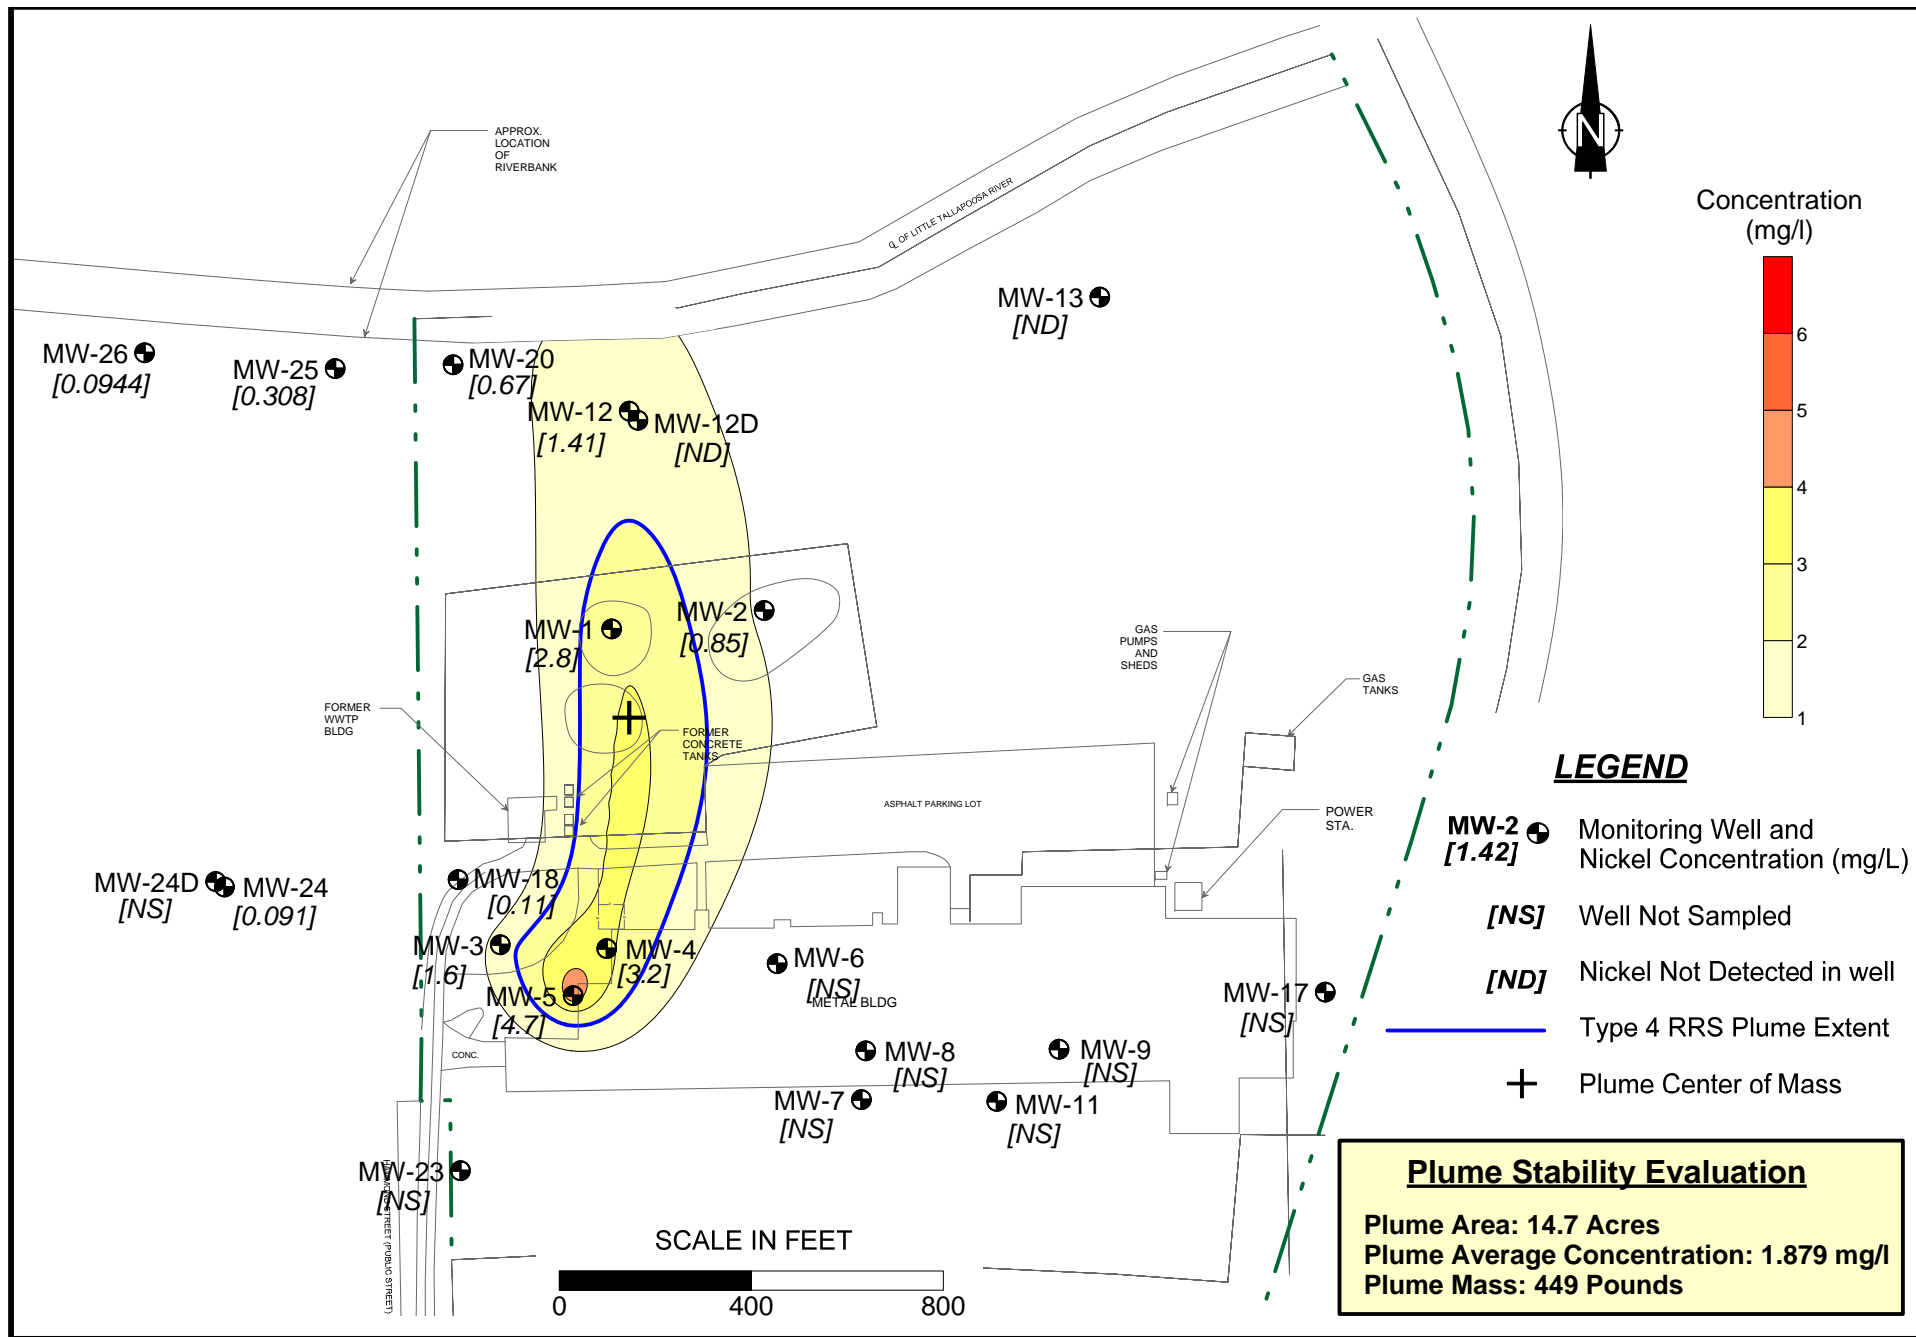 APPROX.
LOCATION
OF
RIVERBANK
℄ OF LITTLE TALLAPOOSA RIVER
N
Concentration
(mg/l)
6
5
4
3
2
1
MW-13
[ND]
MW-26
[0.0944]
MW-25
[0.308]
MW-20
[0.67]
MW-12
[1.41]
MW-12D
[ND]
MW-1
[2.8]
MW-2
[0.85]
GAS
PUMPS
AND
SHEDS
GAS
TANKS
FORMER
WWTP
BLDG
FORMER
CONCRETE
TANKS
ASPHALT PARKING LOT
POWER
STA.
MW-24D
[NS]
MW-24
[0.091]
MW-18
[0.11]
MW-3
[1.6]
MW-4
[3.2]
MW-5
[4.7]
MW-6
[NS]
METAL BLDG
MW-17
[NS]
CONC.
MW-8
[NS]
MW-9
[NS]
MW-7
[NS]
MW-11
[NS]
MW-23
[NS]
HAMMOND STREET (PUBLIC STREET)
SCALE IN FEET
0
400
800
LEGEND
MW-2
[1.42]
Monitoring Well and
Nickel Concentration (mg/L)
[NS] Well Not Sampled
[ND] Nickel Not Detected in well
Type 4 RRS Plume Extent
Plume Center of Mass
Plume Stability Evaluation
Plume Area: 14.7 Acres
Plume Average Concentration: 1.879 mg/l
Plume Mass: 449 Pounds